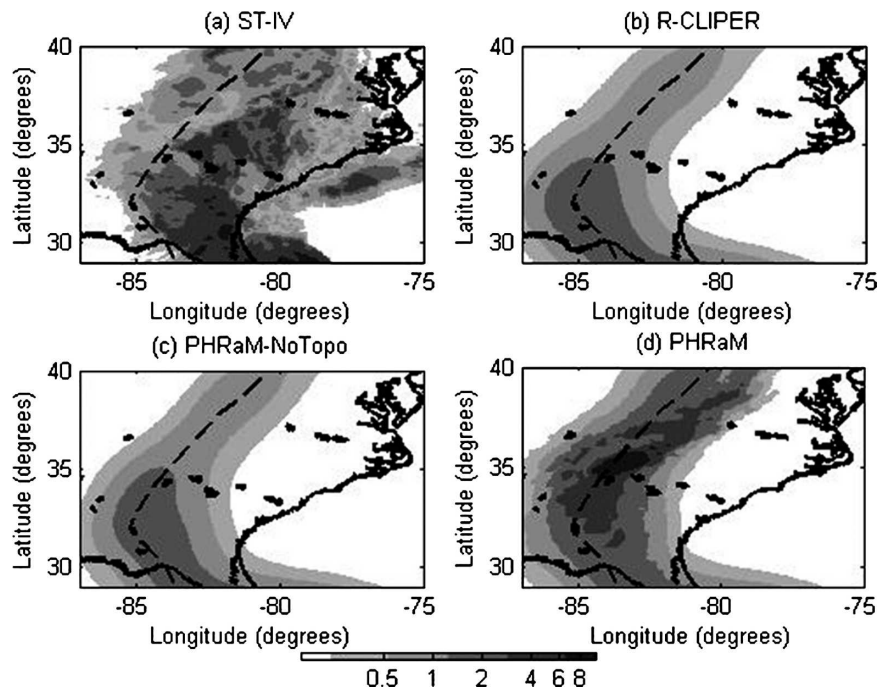 (a) ST-IV
(b) R-CLIPER
40
35
30
Latitude (degrees)
-85
-80
-75
Longitude (degrees)
40
35
30
Latitude (degrees)
-85
-80
-75
Longitude (degrees)
(c) PHRaM-NoTopo
(d) PHRaM
40
35
30
Latitude (degrees)
-85
-80
-75
Longitude (degrees)
40
35
30
Latitude (degrees)
-85
-80
-75
Longitude (degrees)
0.5 1 2 4 6 8